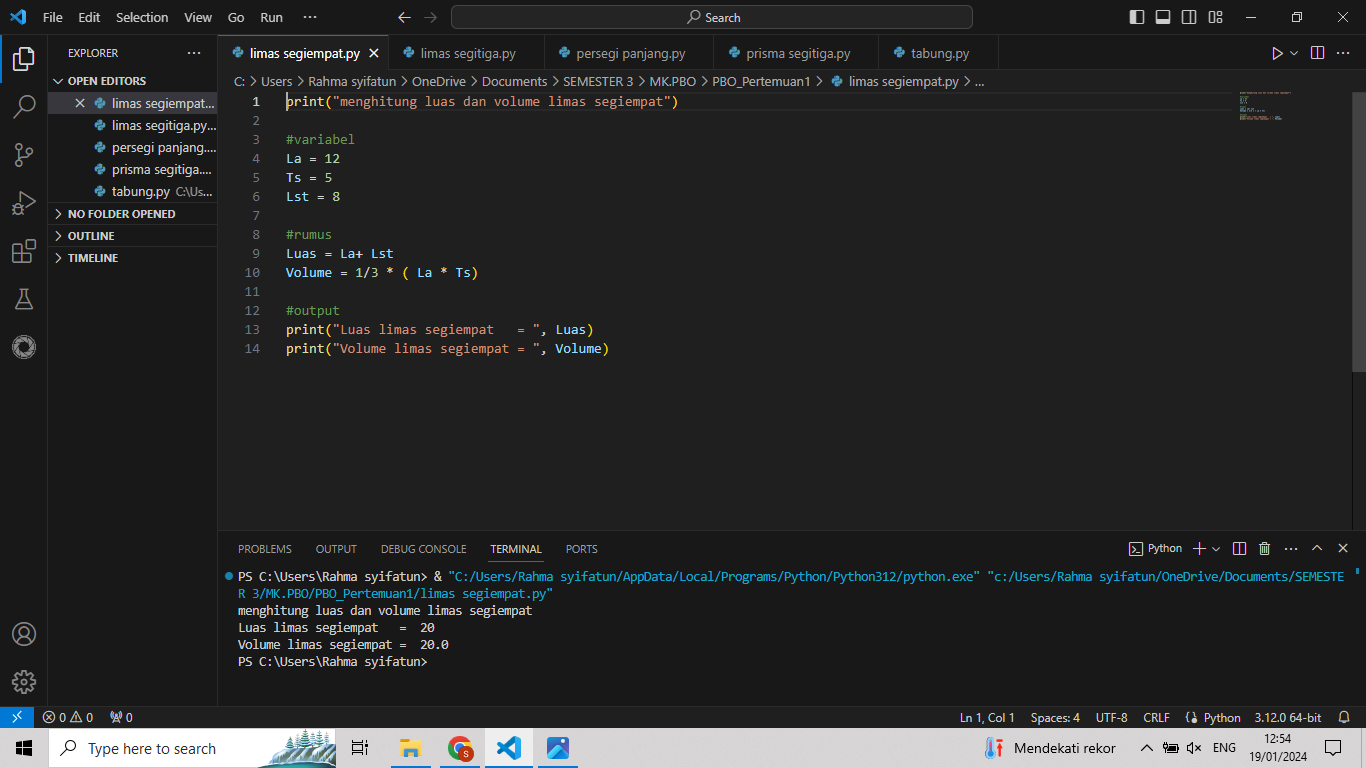 File Edit Selection View Go Run ··· Search
EXPLORER ···
OPEN EDITORS
limas segiempat...
limas segitiga.py...
persegi panjang....
prisma segitiga....
tabung.py C:\Us...
NO FOLDER OPENED
OUTLINE
TIMELINE
limas segiempat.py limas segitiga.py persegi panjang.py prisma segitiga.py tabung.py ···
C: > Users > Rahma syifatun > OneDrive > Documents > SEMESTER 3 > MK.PBO > PBO_Pertemuan1 > limas segiempat.py > ...
1 print("menghitung luas dan volume limas segiempat")
2
3 #variabel
4 La = 12
5 Ts = 5
6 Lst = 8
7
8 #rumus
9 Luas = La+ Lst
10 Volume = 1/3 * ( La * Ts)
11
12 #output
13 print("Luas limas segiempat   = ", Luas)
14 print("Volume limas segiempat = ", Volume)
PROBLEMS OUTPUT DEBUG CONSOLE TERMINAL PORTS Python ···
PS C:\Users\Rahma syifatun> & "C:/Users/Rahma syifatun/AppData/Local/Programs/Python/Python312/python.exe" "c:/Users/Rahma syifatun/OneDrive/Documents/SEMESTE
R 3/MK.PBO/PBO_Pertemuan1/limas segiempat.py"
menghitung luas dan volume limas segiempat
Luas limas segiempat   =  20
Volume limas segiempat =  20.0
PS C:\Users\Rahma syifatun>
0 0 0 Ln 1, Col 1 Spaces: 4 UTF-8 CRLF Python 3.12.0 64-bit
Type here to search Mendekati rekor ENG 12:54
19/01/2024